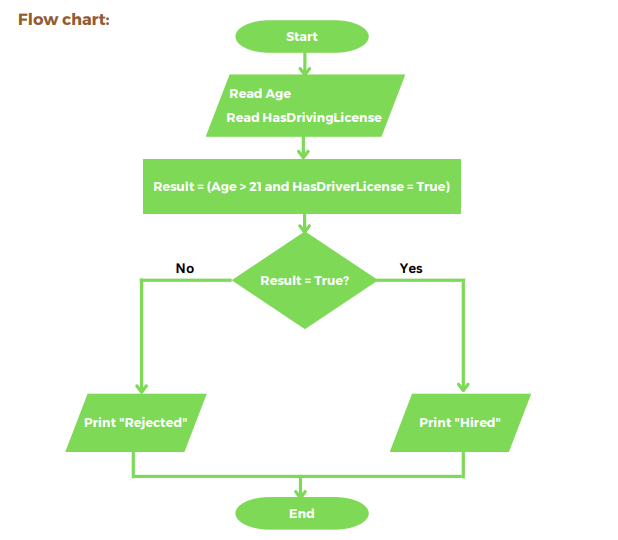 Flow chart:
Start
Read Age
Read HasDrivingLicense
Result = (Age > 21 and HasDriverLicense = True)
Result = True?
No
Yes
Print "Rejected"
Print "Hired"
End